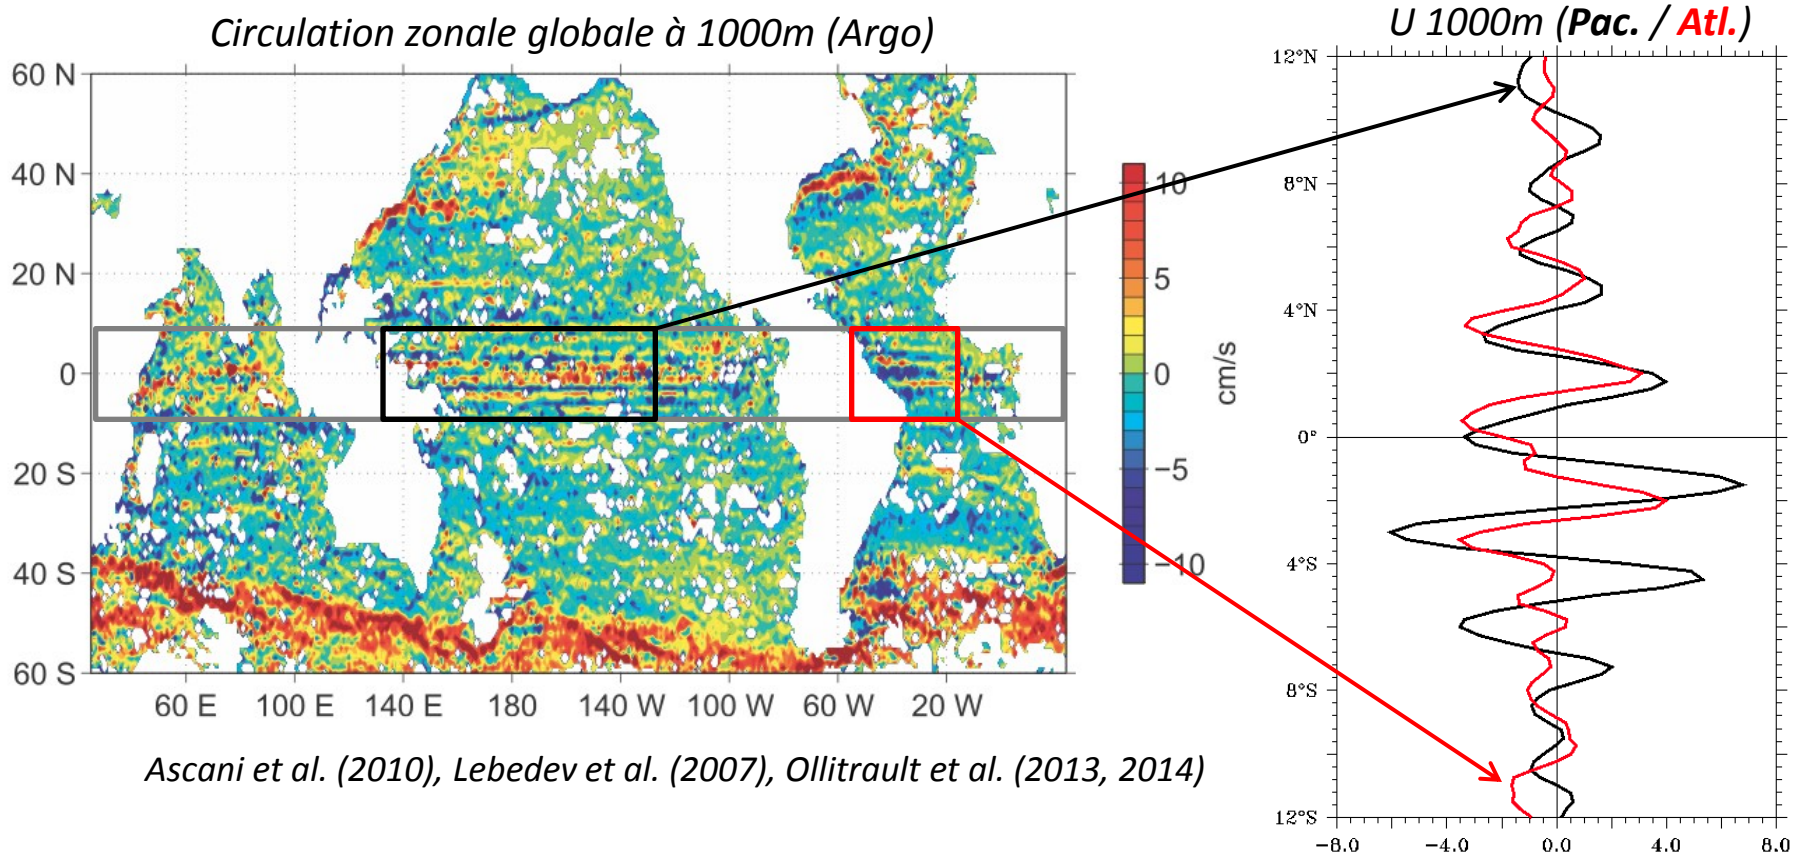 Circulation zonale globale à 1000m (Argo)
U 1000m (Pac. / Atl.)
60 N
40 N
20 N
0
20 S
40 S
60 S
60 E 100 E 140 E 180 140 W 100 W 60 W 20 W
10
5
0
−5
−10
cm/s
12°N
8°N
4°N
0°
4°S
8°S
12°S
−8.0 −4.0 0.0 4.0 8.0
Ascani et al. (2010), Lebedev et al. (2007), Ollitrault et al. (2013, 2014)